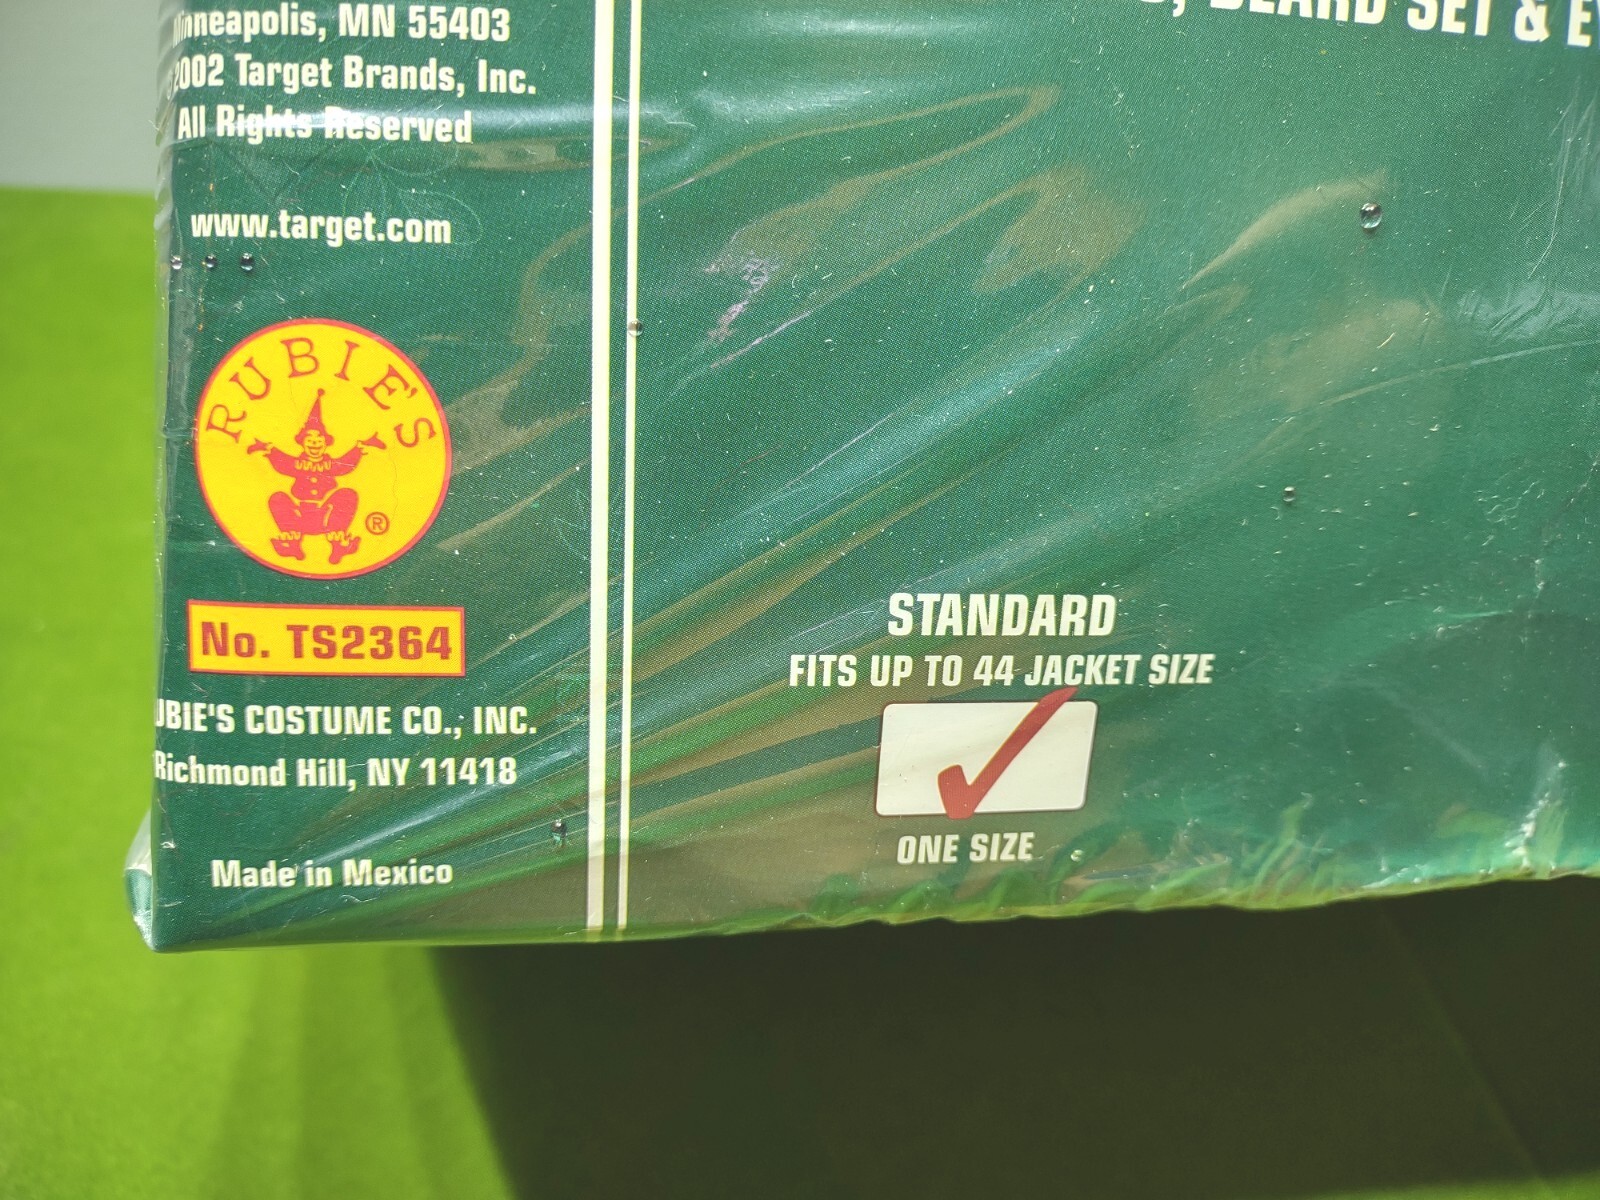 Minneapolis, MN 55403
2002 Target Brands, Inc.
All Rights Reserved
www.target.com
RUBIE'S
®
No. TS2364
UBIE'S COSTUME CO., INC.
Richmond Hill, NY 11418
Made in Mexico
BEARD SET &
STANDARD
FITS UP TO 44 JACKET SIZE
ONE SIZE